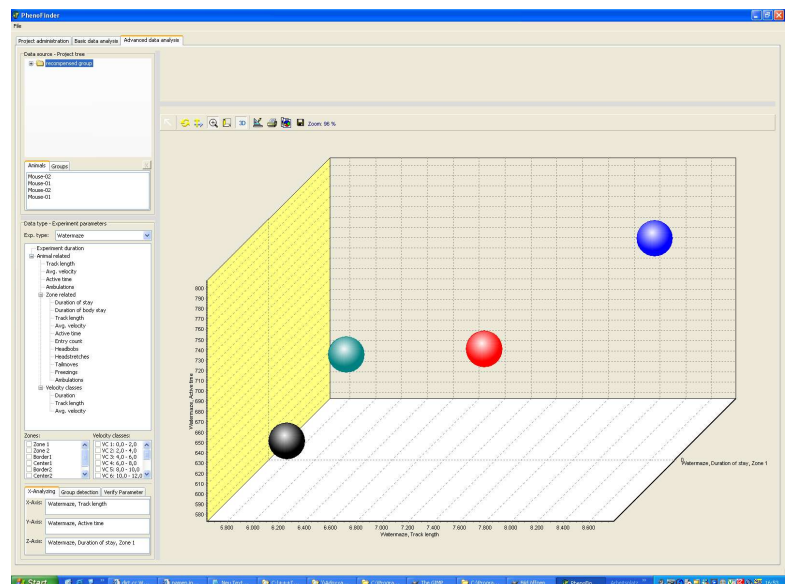 PhenoFinder
File
Project administration
Basic data analysis
Advanced data analysis
Data source - Project tree
recompensed group
Zoom: 96 %
Animals
Groups
Mouse-02
Mouse-01
Mouse-02
Mouse-01
Data type - Experiment parameters
Exp. type: Watermaze
Experiment duration
Animal related
Track length
Avg. velocity
Active time
Ambulations
Zone related
Duration of stay
Duration of body stay
Track length
Avg. velocity
Active time
Entry count
Headbobs
Headstretches
Tailmoves
Freezings
Ambulations
Velocity classes
Duration
Track length
Avg. velocity
Zones:
Zone 1
Zone 2
Border1
Center1
Border2
Center2
Velocity classes:
VC 1: 0,0 - 2,0
VC 2: 2,0 - 4,0
VC 3: 4,0 - 6,0
VC 4: 6,0 - 8,0
VC 5: 8,0 - 10,0
VC 6: 10,0 - 12,0
X-Analyzing
Group detection
Verify Parameter
X-Axis: Watermaze, Track length
Y-Axis: Watermaze, Active time
Z-Axis: Watermaze, Duration of stay, Zone 1
3D
Watermaze, Active time
800
790
780
770
760
750
740
730
720
710
700
690
680
670
660
650
640
630
620
610
600
590
580
0
Watermaze, Duration of stay, Zone 1
6.800 6.000 6.200 6.400 6.600 6.800 7.000 7.200 7.400 7.600 7.800 8.000 8.200 8.400 8.600
Watermaze, Track length
Start
The GIMP
16:50